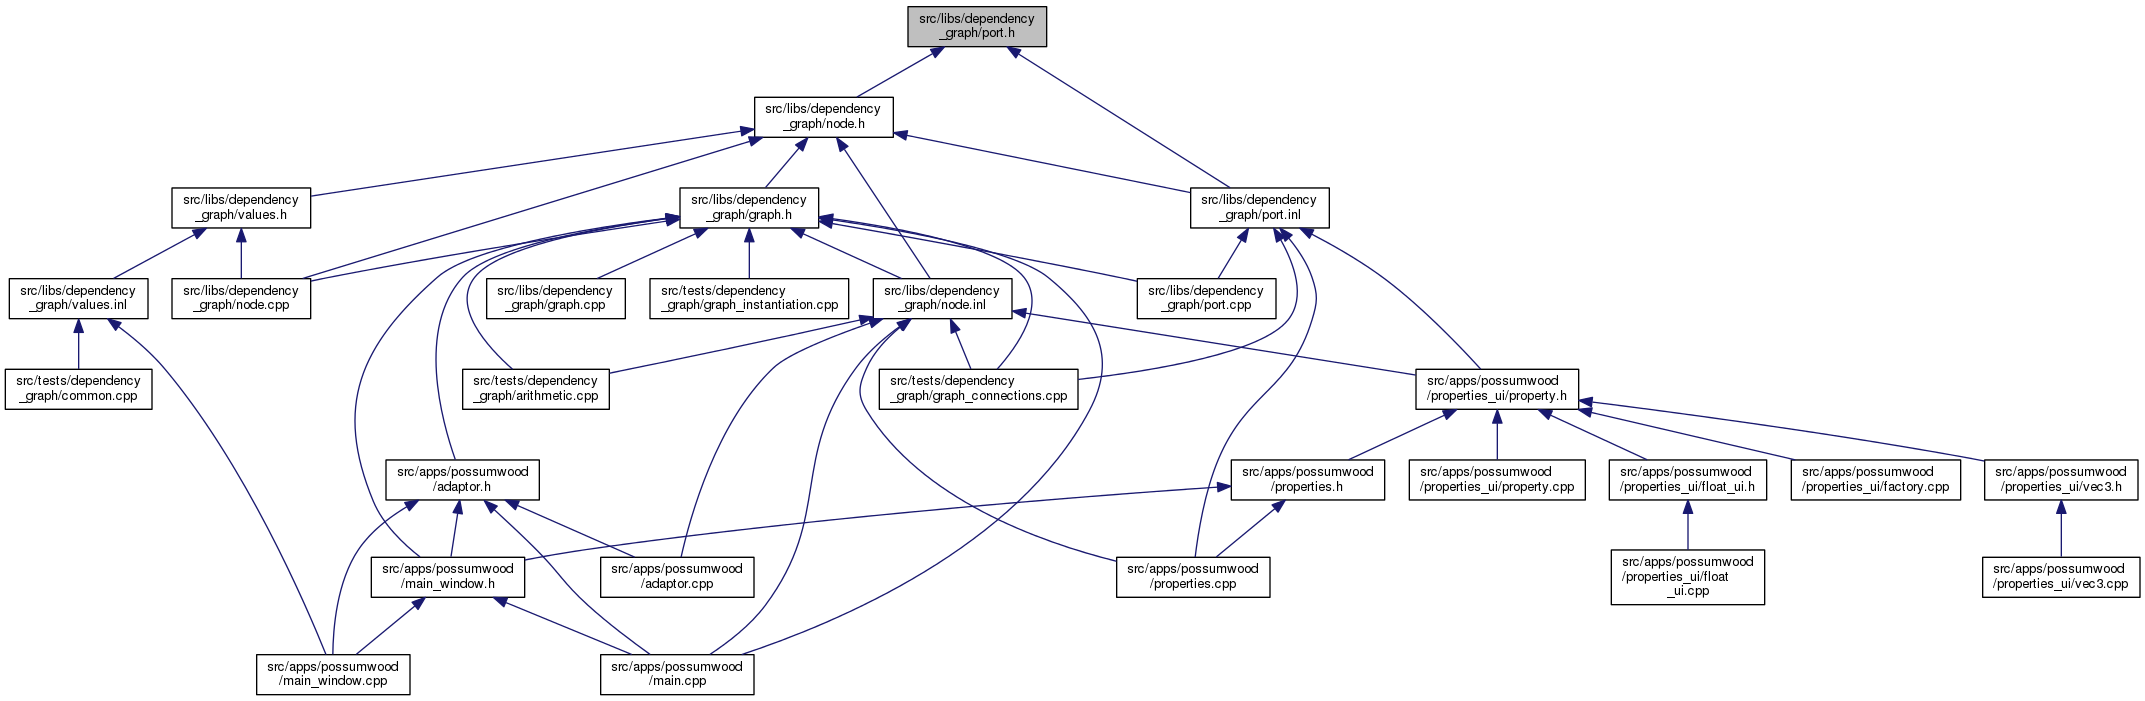 src/libs/dependency
_graph/port.h
src/libs/dependency
_graph/node.h
src/libs/dependency
_graph/values.h
src/libs/dependency
_graph/graph.h
src/libs/dependency
_graph/port.inl
src/libs/dependency
_graph/values.inl
src/libs/dependency
_graph/node.cpp
src/libs/dependency
_graph/graph.cpp
src/tests/dependency
_graph/graph_instantiation.cpp
src/libs/dependency
_graph/node.inl
src/libs/dependency
_graph/port.cpp
src/tests/dependency
_graph/common.cpp
src/tests/dependency
_graph/arithmetic.cpp
src/tests/dependency
_graph/graph_connections.cpp
src/apps/possumwood
/properties_ui/property.h
src/apps/possumwood
/adaptor.h
src/apps/possumwood
/properties.h
src/apps/possumwood
/properties_ui/property.cpp
src/apps/possumwood
/properties_ui/float_ui.h
src/apps/possumwood
/properties_ui/factory.cpp
src/apps/possumwood
/properties_ui/vec3.h
src/apps/possumwood
/main_window.h
src/apps/possumwood
/adaptor.cpp
src/apps/possumwood
/properties.cpp
src/apps/possumwood
/properties_ui/float
_ui.cpp
src/apps/possumwood
/properties_ui/vec3.cpp
src/apps/possumwood
/main_window.cpp
src/apps/possumwood
/main.cpp